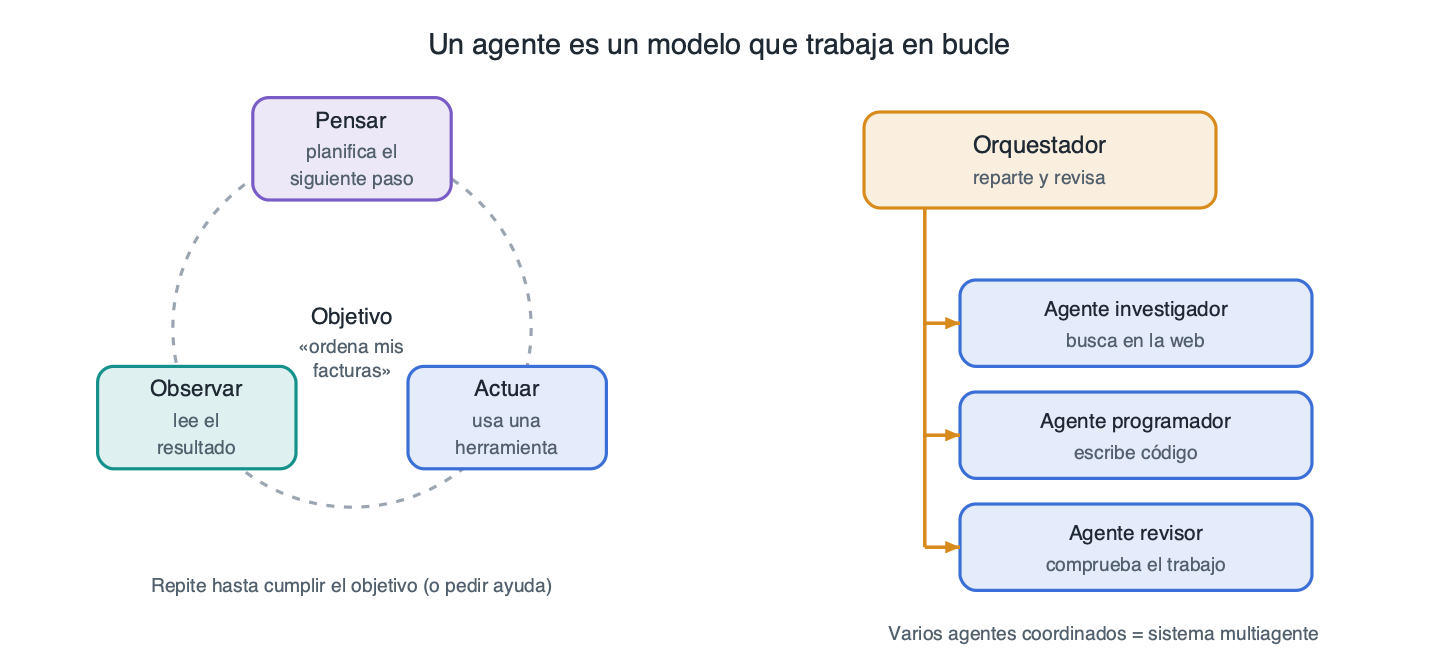 Un agente es un modelo que trabaja en bucle
Pensar
planifica el
siguiente paso
Objetivo
«ordena mis
facturas»
Observar
lee el
resultado
Actuar
usa una
herramienta
Repite hasta cumplir el objetivo (o pedir ayuda)
Orquestador
reparte y revisa
Agente investigador
busca en la web
Agente programador
escribe código
Agente revisor
comprueba el trabajo
Varios agentes coordinados = sistema multiagente